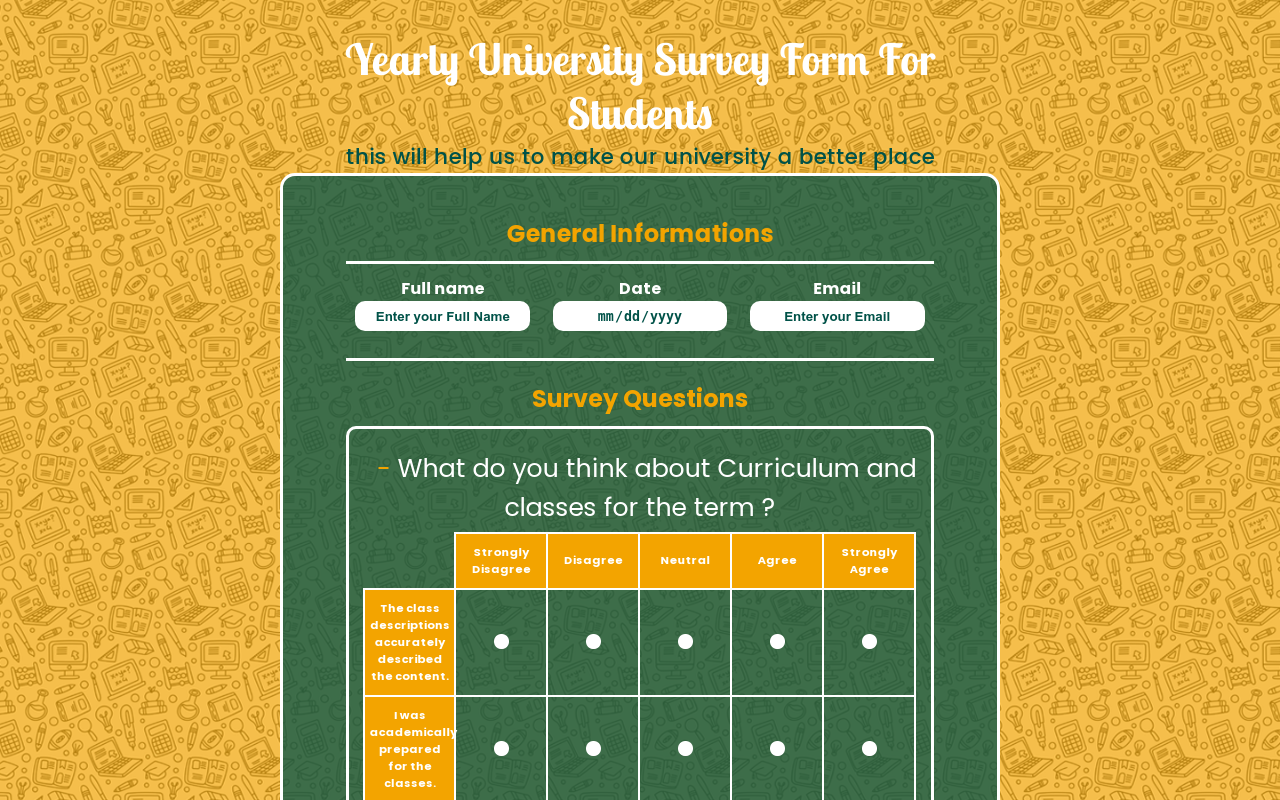 Yearly University Survey Form For
Students
this will help us to make our university a better place
General Informations
Full name
Date
Email
Enter your Full Name
mm/dd/yyyy
Enter your Email
Survey Questions
- What do you think about Curriculum and
classes for the term ?
Strongly
Disagree
Disagree
Neutral
Agree
Strongly
Agree
The class
descriptions
accurately
described
the content.
I was
academically
prepared
for the
classes.